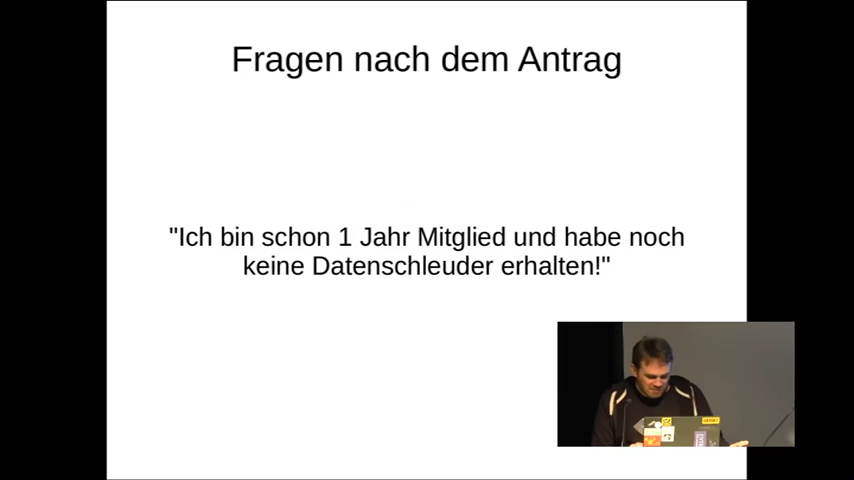 Fragen nach dem Antrag
"Ich bin schon 1 Jahr Mitglied und habe noch
keine Datenschleuder erhalten!"